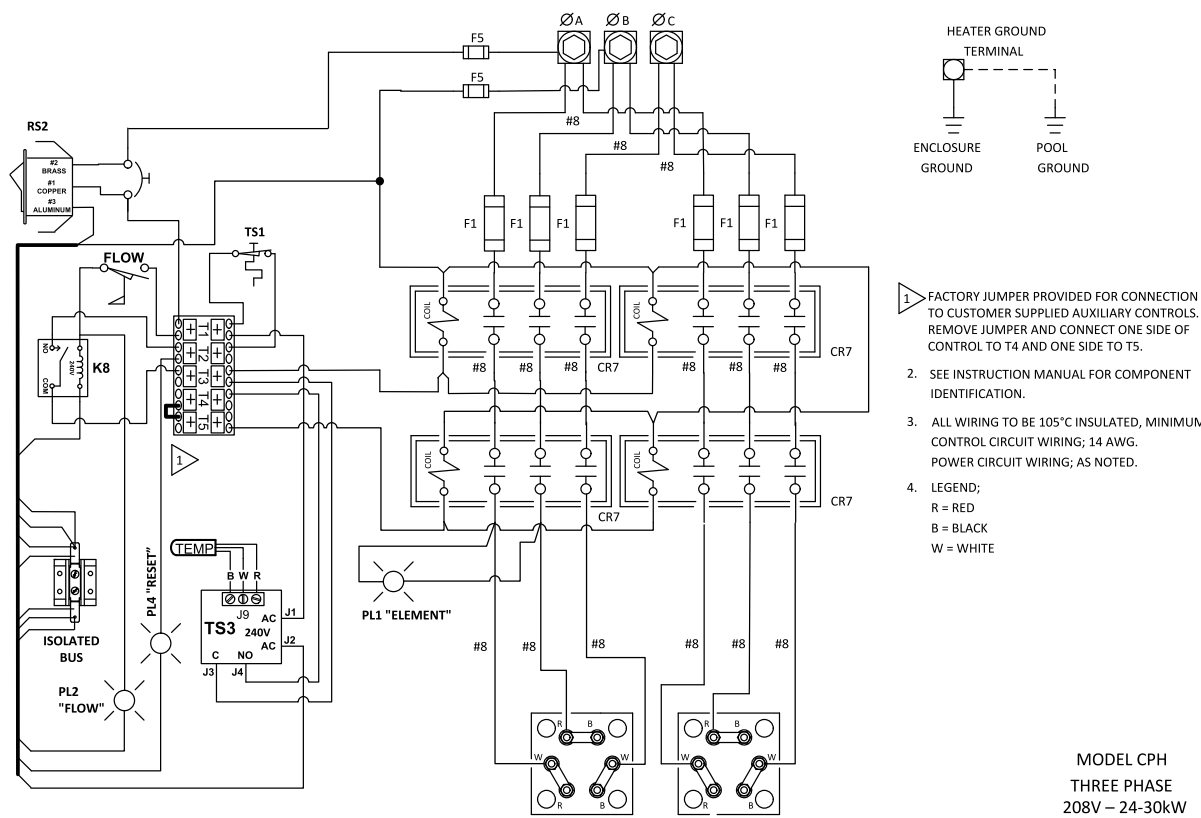 Ø A
Ø B
Ø C
F5
F5
#8
#8
#8
HEATER GROUND
TERMINAL
ENCLOSURE
GROUND
POOL
GROUND
RS2
#2
BRASS
#1
COPPER
#3
ALUMINUM
TS1
FLOW
F1
F1
F1
F1
F1
F1
COIL
COIL
CR7
CR7
#8
#8
#8
#8
#8
#8
NO
COM
240V
K8
T1
T2
T3
T4
T5
1
COIL
COIL
CR7
CR7
1 FACTORY JUMPER PROVIDED FOR CONNECTION
TO CUSTOMER SUPPLIED AUXILIARY CONTROLS.
REMOVE JUMPER AND CONNECT ONE SIDE OF
CONTROL TO T4 AND ONE SIDE TO T5.
2. SEE INSTRUCTION MANUAL FOR COMPONENT
IDENTIFICATION.
3. ALL WIRING TO BE 105°C INSULATED, MINIMUM
CONTROL CIRCUIT WIRING; 14 AWG.
POWER CIRCUIT WIRING; AS NOTED.
4. LEGEND;
R = RED
B = BLACK
W = WHITE
TEMP
B W R
J9
TS3
240V
AC
AC
J1
J2
C NO
J3 J4
PL4 "RESET"
PL1 "ELEMENT"
ISOLATED
BUS
PL2
"FLOW"
#8
#8
#8
#8
#8
#8
R B
W W
R B
R B
W W
R B
MODEL CPH
THREE PHASE
208V – 24-30kW